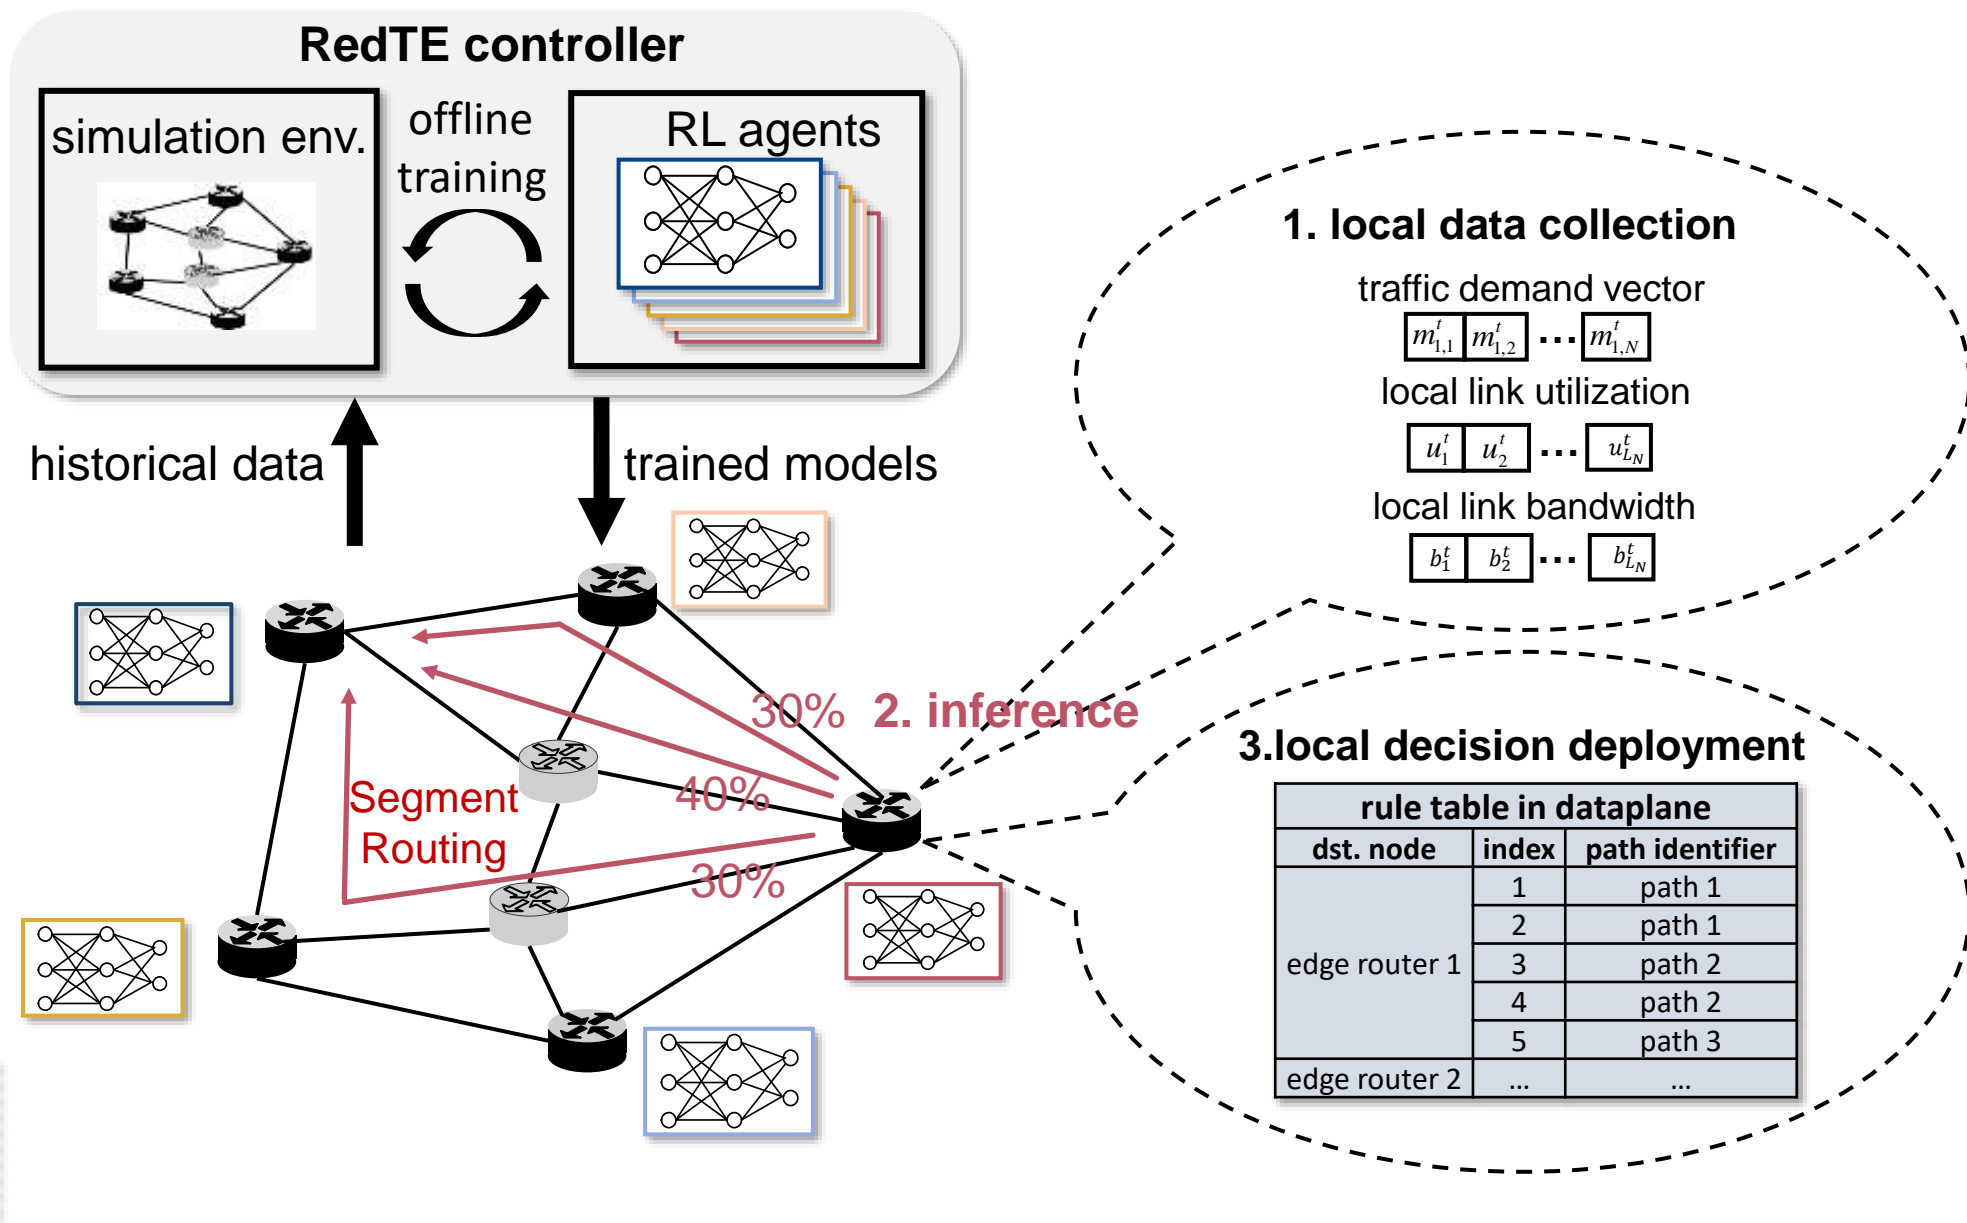 RedTE controller
simulation env.
offline
training
RL agents
historical data
trained models
1. local data collection
traffic demand vector
m^t_{1,1} m^t_{1,2} ... m^t_{1,N}
local link utilization
u^t_1 u^t_2 ... u^t_{L_N}
local link bandwidth
b^t_1 b^t_2 ... b^t_{L_N}
30%
2. inference
40%
Segment
Routing
30%
3.local decision deployment
rule table in dataplane
dst. node index path identifier
1 path 1
2 path 1
edge router 1 3 path 2
4 path 2
5 path 3
edge router 2 ... ...